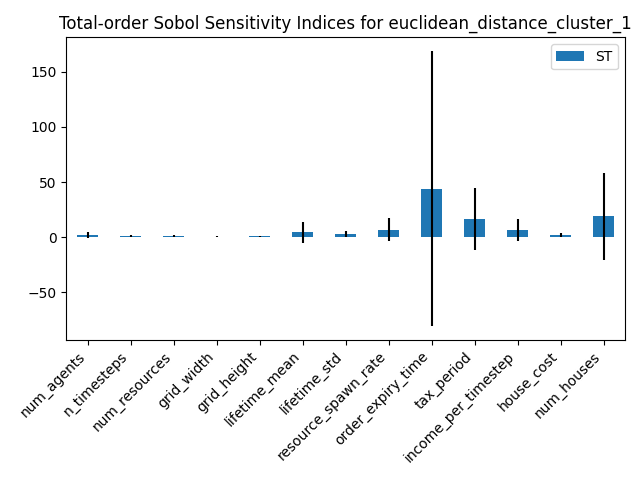 Total-order Sobol Sensitivity Indices for euclidean_distance_cluster_1
ST
150
100
50
0
−50
num_agents
n_timesteps
num_resources
grid_width
grid_height
lifetime_mean
lifetime_std
resource_spawn_rate
order_expiry_time
tax_period
income_per_timestep
house_cost
num_houses